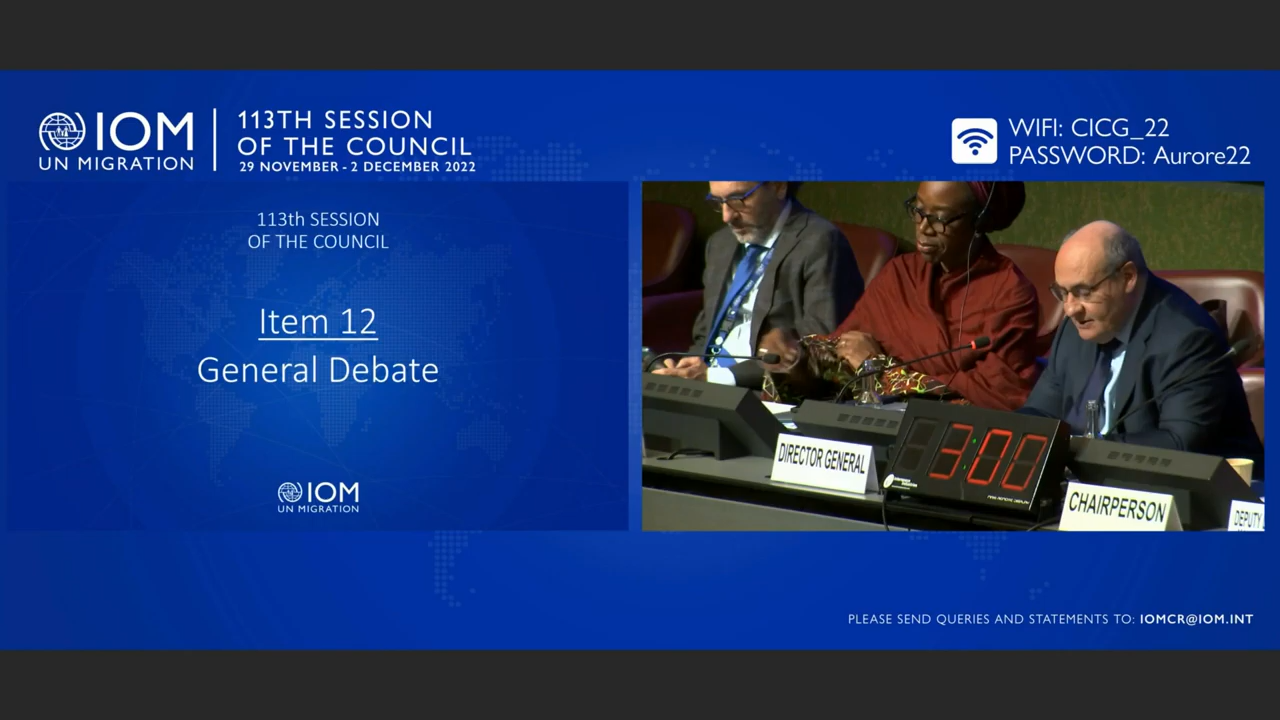 IOM
UN MIGRATION
113TH SESSION
OF THE COUNCIL
29 NOVEMBER - 2 DECEMBER 2022
WIFI: CICG_22
PASSWORD: Aurore22
113th SESSION
OF THE COUNCIL
Item 12
General Debate
IOM
UN MIGRATION
DIRECTOR GENERAL
3:00
CHAIRPERSON
DEPUTY
PLEASE SEND QUERIES AND STATEMENTS TO: IOMCR@IOM.INT